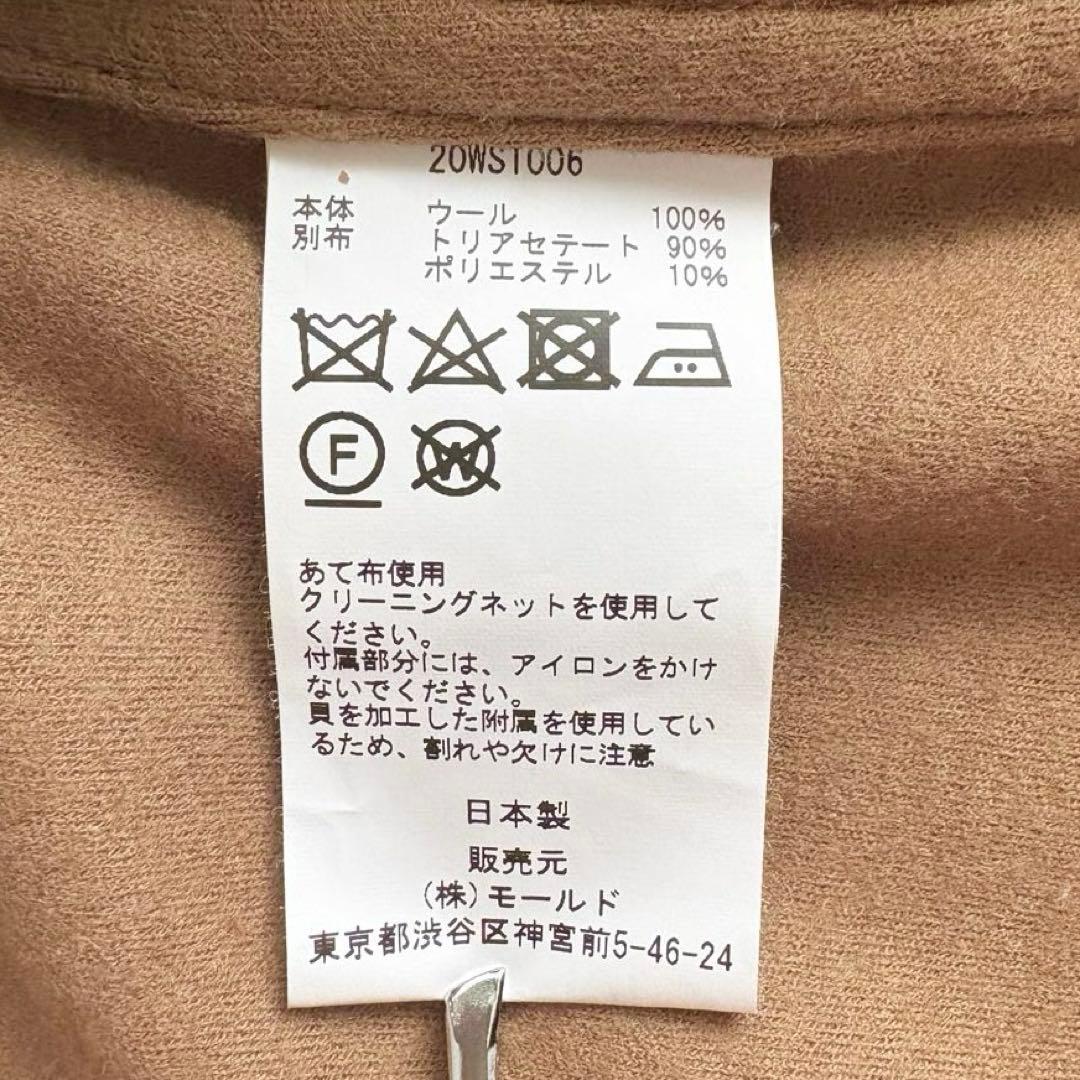 20WST006
本体 ウール 100%
別布 トリアセテート 90%
ポリエステル 10%
F W
あて布使用
クリーニングネットを使用して
ください。
付属部分には、アイロンをかけ
ないでください。
貝を加工した附属を使用してい
るため、割れや欠けに注意
日本製
販売元
(株)モールド
東京都渋谷区神宮前5-46-24